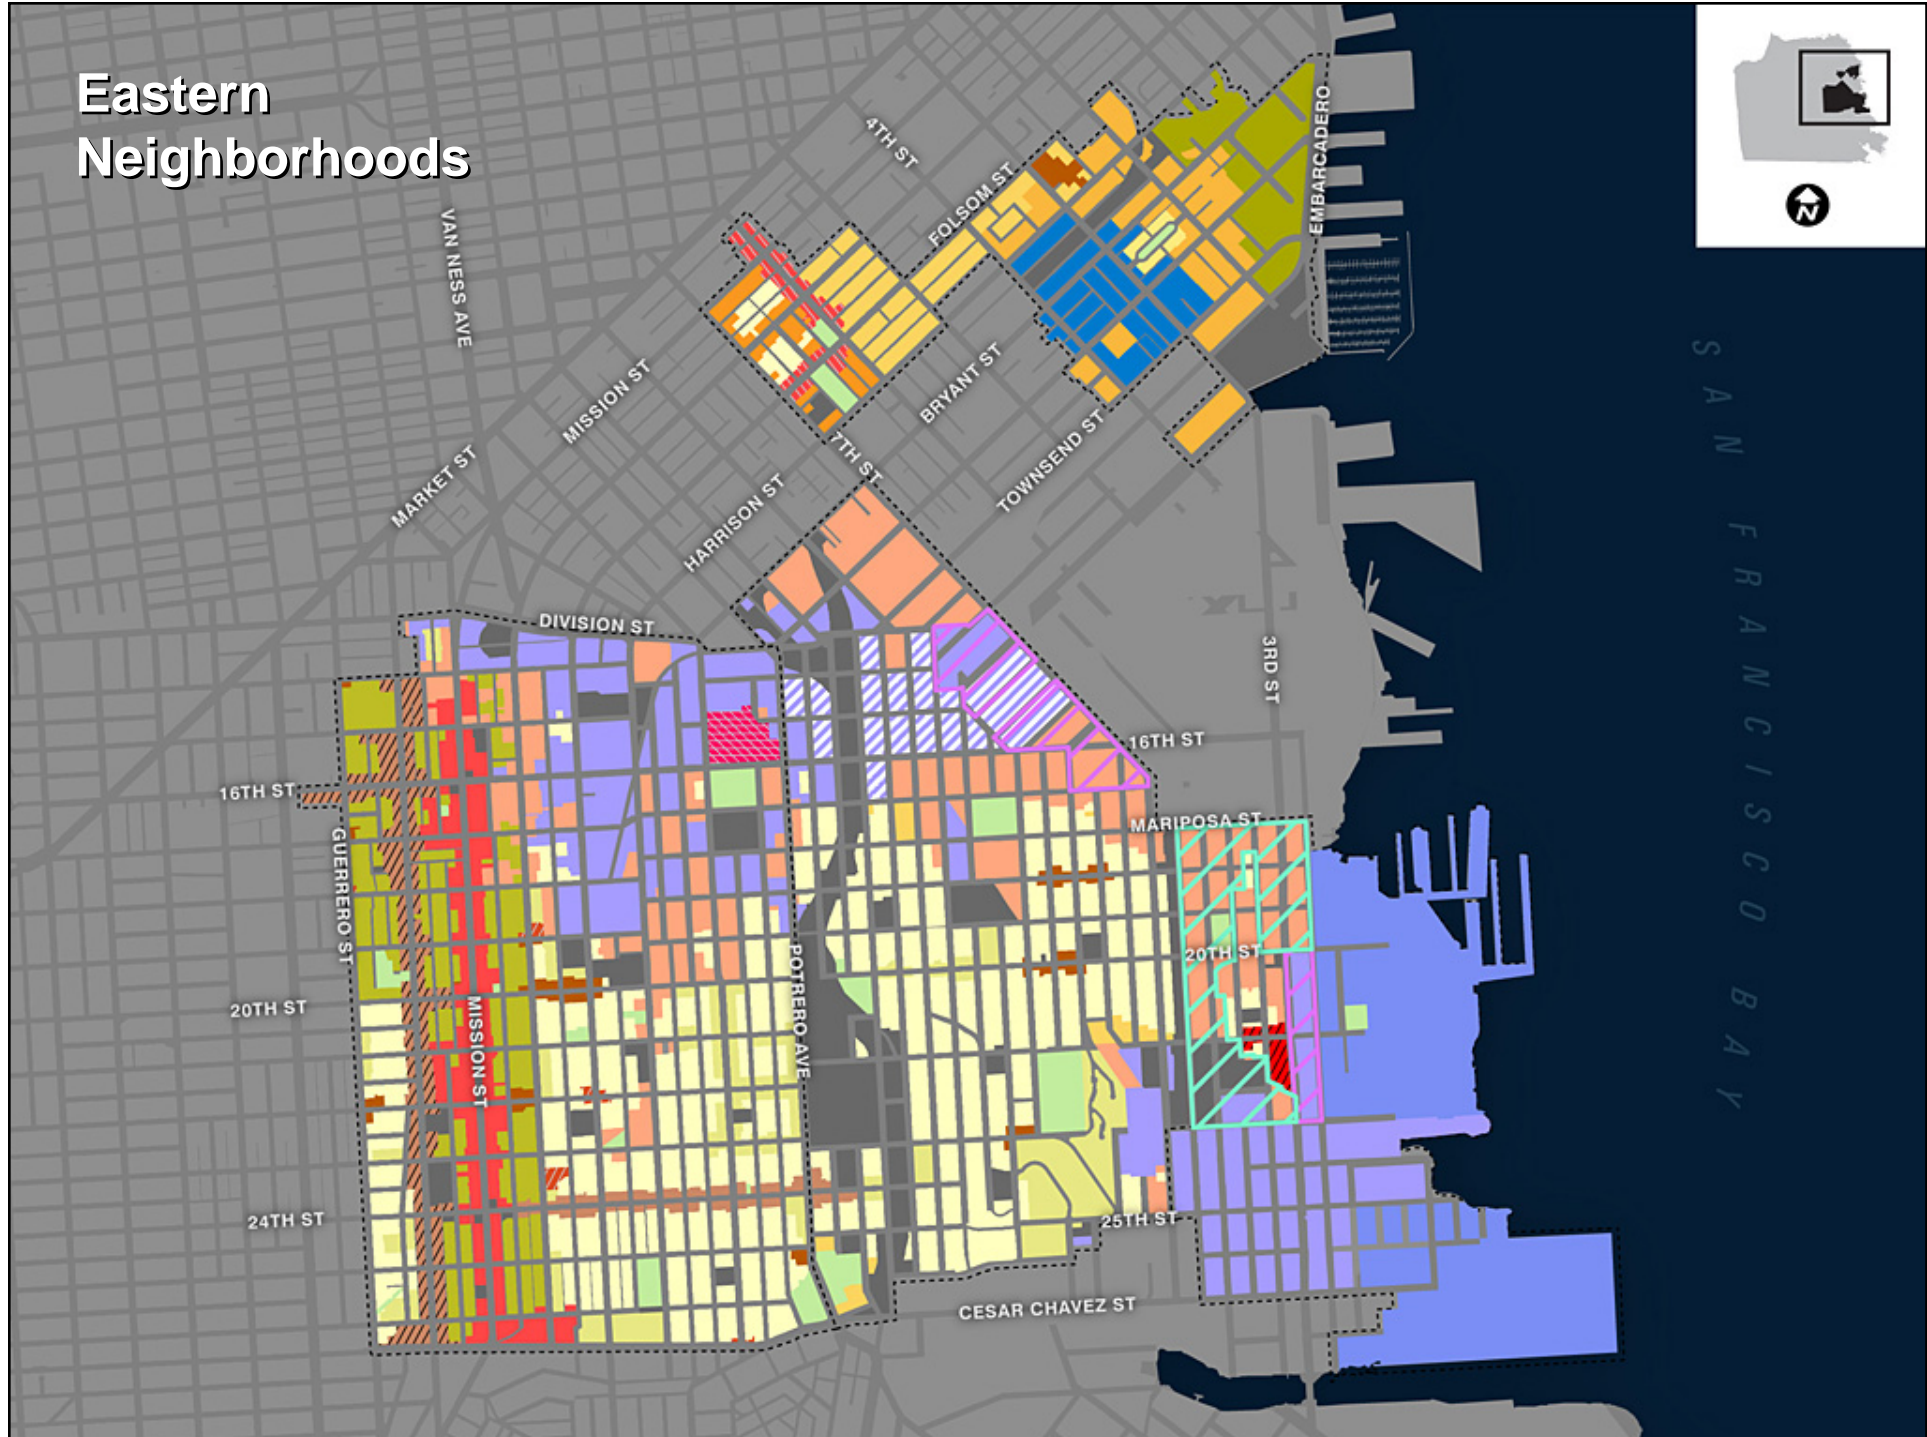 Eastern
Neighborhoods
N
4TH ST
FOLSOM ST
EMBARCADERO
VAN NESS AVE
MISSION ST
BRYANT ST
MARKET ST
7TH ST
TOWNSEND ST
HARRISON ST
DIVISION ST
3RD ST
16TH ST
16TH ST
MARIPOSA ST
GUERRERO ST
20TH ST
POTRERO AVE
MISSION ST
20TH ST
24TH ST
25TH ST
CESAR CHAVEZ ST
SAN FRANCISCO BAY